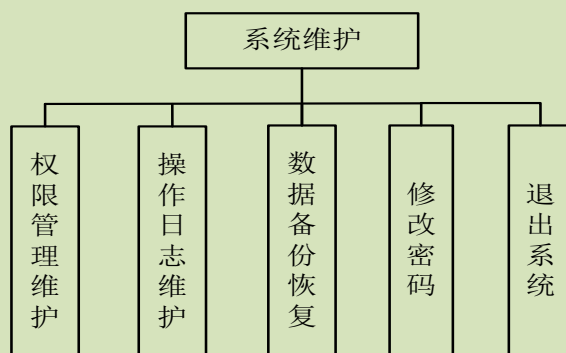 系统维护
权限管理维护
操作日志维护
数据备份恢复
修改密码
退出系统